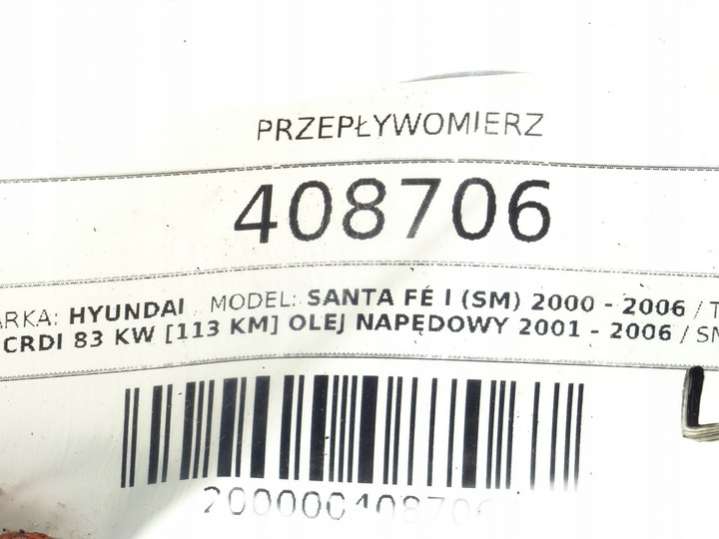 PRZEPŁYWOMIERZ
408706
ARKA: HYUNDAI , MODEL: SANTA FÉ I (SM) 2000 - 2006 / T
CRDI 83 KW [113 KM] OLEJ NAPĘDOWY 2001 - 2006 / SM
200000408706